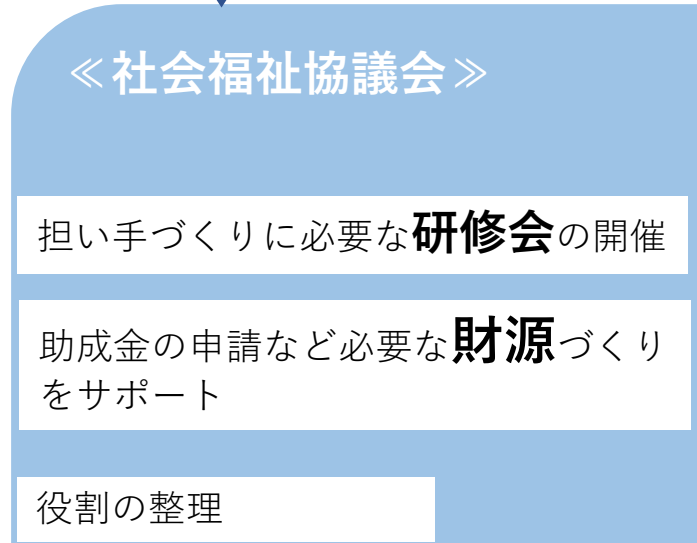 ≪社会福祉協議会≫
担い手づくりに必要な研修会の開催
助成金の申請など必要な財源づくり
をサポート
役割の整理